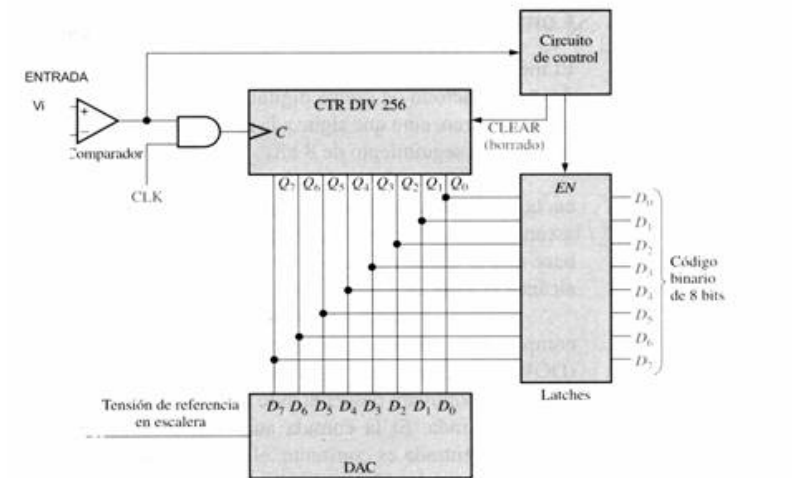 Circuito
de control
ENTRADA
Vi
+
−
Comparador
CLK
CTR DIV 256
C
CLEAR
(borrado)
Q7 Q6 Q5 Q4 Q3 Q2 Q1 Q0
EN
D0
D1
D2
D3
D4
D5
D6
D7
Código
binario
de 8 bits
Latches
Tensión de referencia
en escalera
D7 D6 D5 D4 D3 D2 D1 D0
DAC